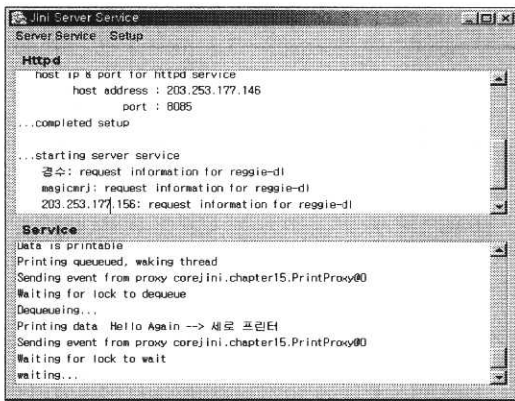 Jini Server Service
Server Service Setup
Httpd
host ip & port for httpd service
host address : 203.253.177.146
port : 8085
...completed setup
...starting server service
경수: request information for reggie-dl
magicmrj: request information for reggie-dl
203.253.177.156: request information for reggie-dl
Service
Data is printable
Printing queueued, waking thread
Sending event from proxy corejini.chapter15.PrintProxy@0
Waiting for lock to dequeue
Dequeueing...
Printing data Hello Again --> 세로 프린터
Sending event from proxy corejini.chapter15.PrintProxy@0
Waiting for lock to wait
waiting...